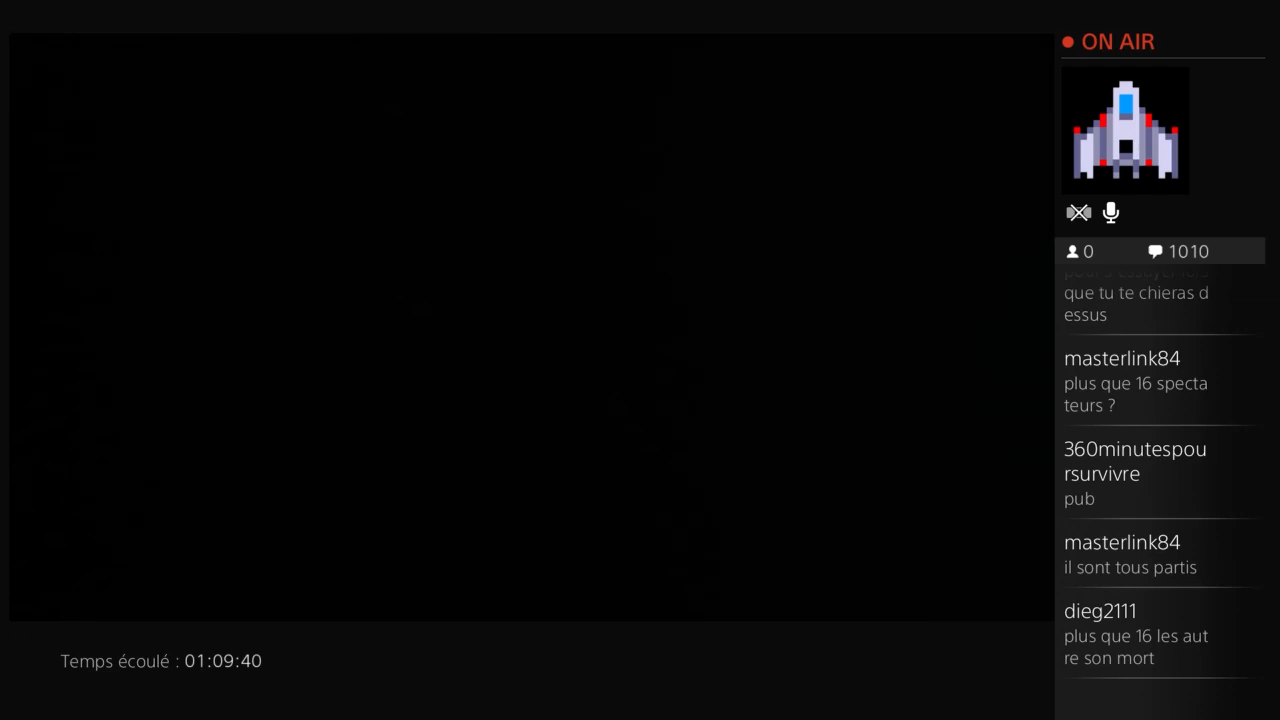 ON AIR
0 1010
que tu te chieras d
essus
masterlink84
plus que 16 specta
teurs ?
360minutespou
rsurvivre
pub
masterlink84
il sont tous partis
dieg2111
plus que 16 les aut
re son mort
Temps écoulé : 01:09:40